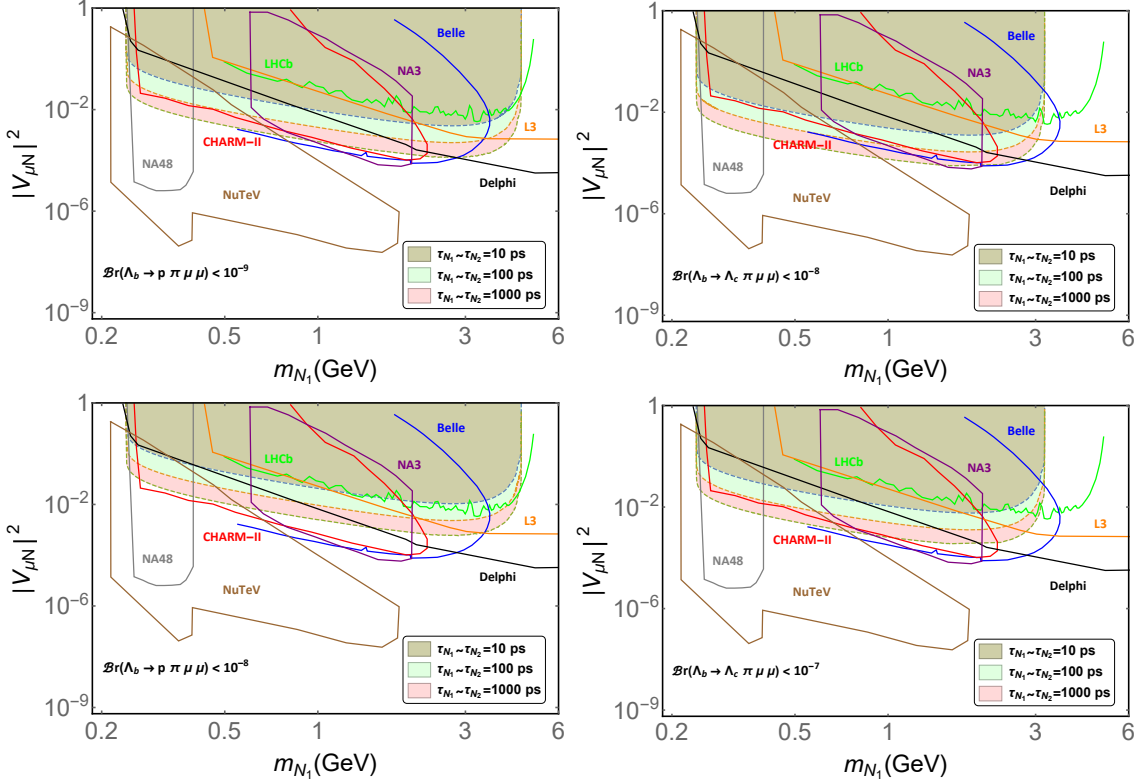 1
10⁻²
10⁻⁶
10⁻⁹
|V_μN|²
Belle
LHCb
NA3
L3
CHARM-II
NA48
Delphi
NuTeV
τ_N₁~τ_N₂=10 ps
τ_N₁~τ_N₂=100 ps
τ_N₁~τ_N₂=1000 ps
ℬr(Λ_b → p π μ μ) < 10⁻⁹
0.2 0.5 1 3 6
m_N₁(GeV)
1
10⁻²
10⁻⁶
10⁻⁹
|V_μN|²
Belle
LHCb
NA3
L3
CHARM-II
NA48
Delphi
NuTeV
τ_N₁~τ_N₂=10 ps
τ_N₁~τ_N₂=100 ps
τ_N₁~τ_N₂=1000 ps
ℬr(Λ_b → Λ_c π μ μ) < 10⁻⁸
0.2 0.5 1 3 6
m_N₁(GeV)
1
10⁻²
10⁻⁶
10⁻⁹
|V_μN|²
Belle
NA3
LHCb
L3
CHARM-II
NA48
Delphi
NuTeV
τ_N₁~τ_N₂=10 ps
τ_N₁~τ_N₂=100 ps
τ_N₁~τ_N₂=1000 ps
ℬr(Λ_b → p π μ μ) < 10⁻⁸
0.2 0.5 1 3 6
m_N₁(GeV)
1
10⁻²
10⁻⁶
10⁻⁹
|V_μN|²
Belle
LHCb
NA3
L3
CHARM-II
NA48
Delphi
NuTeV
τ_N₁~τ_N₂=10 ps
τ_N₁~τ_N₂=100 ps
τ_N₁~τ_N₂=1000 ps
ℬr(Λ_b → Λ_c π μ μ) < 10⁻⁷
0.2 0.5 1 3 6
m_N₁(GeV)